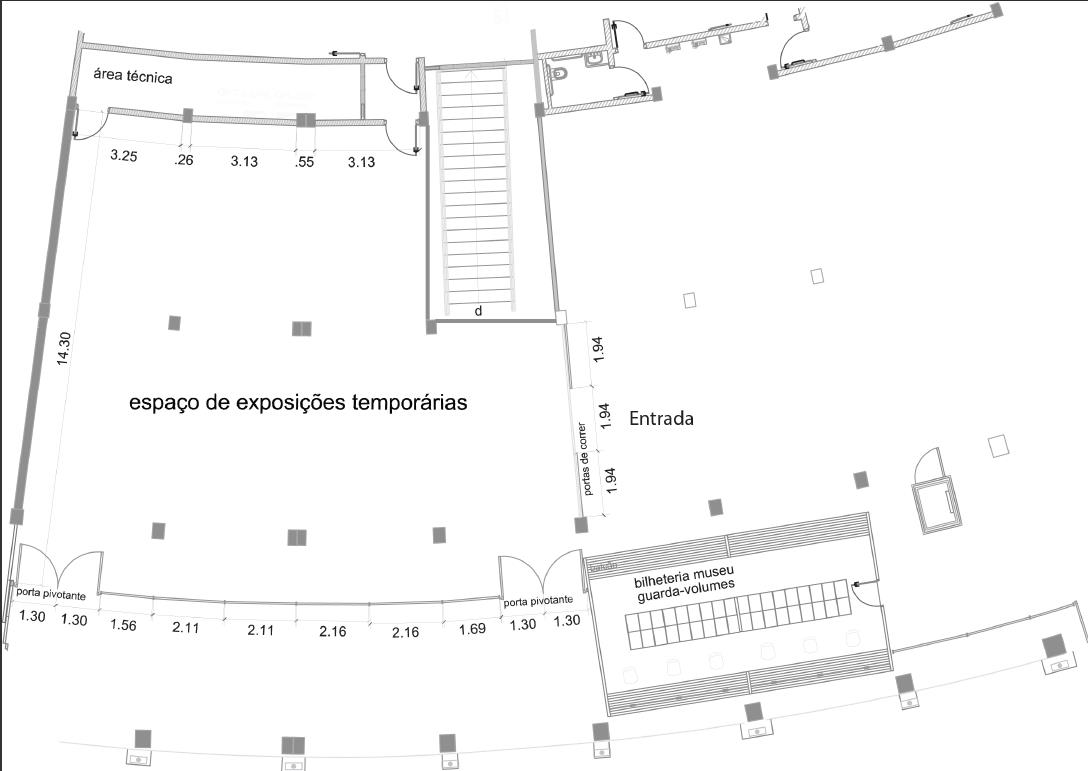 área técnica
3.25
.26
3.13
.55
3.13
d
14.30
1.94
espaço de exposições temporárias
1.94
Entrada
portas de correr
1.94
balcão
bilheteria museu
guarda-volumes
porta pivotante
porta pivotante
1.30
1.30
1.56
2.11
2.11
2.16
2.16
1.69
1.30
1.30